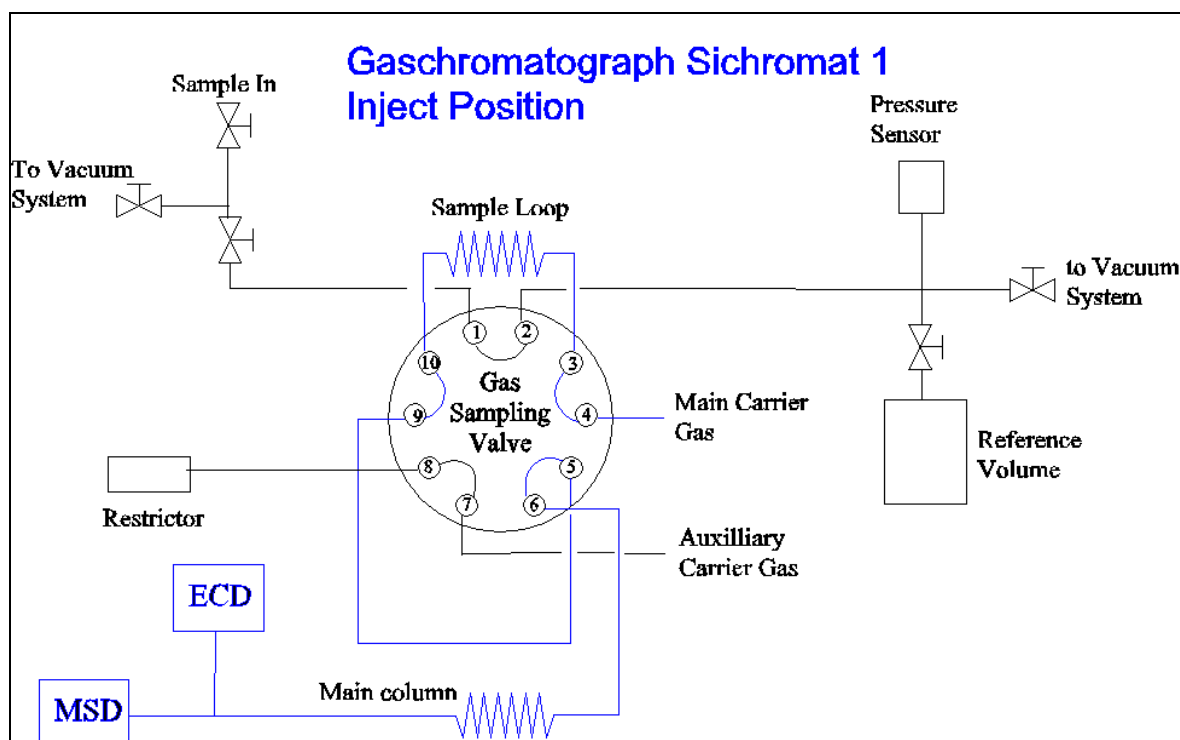 Gaschromatograph Sichromat 1
Inject Position
Sample In
Pressure
Sensor
To Vacuum
System
Sample Loop
to Vacuum
System
1
2
10
3
Gas
Sampling
Valve
9
4
Main Carrier
Gas
Reference
Volume
8
5
7
6
Restrictor
Auxilliary
Carrier Gas
ECD
Main column
MSD